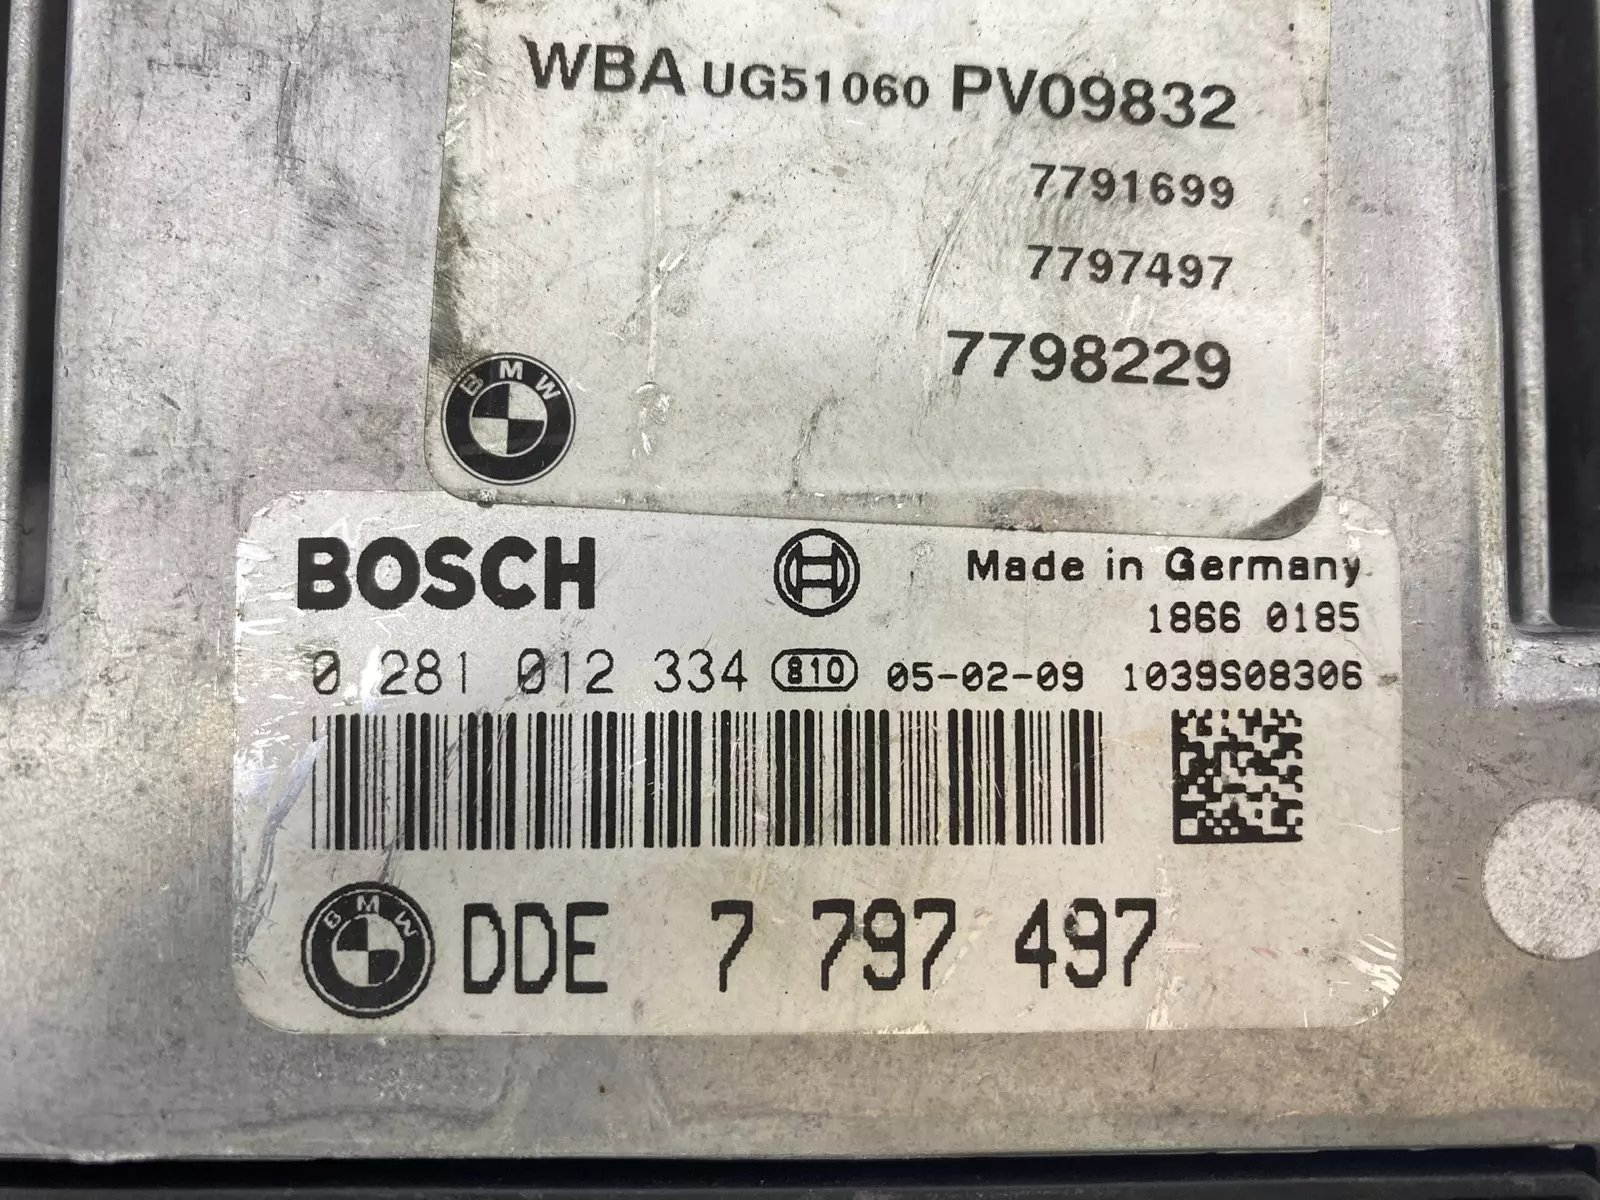 WBA UG51060 PV09832
7791699
7797497
7798229
BMW
BOSCH
Made in Germany
1866 0185
0 281 012 334 810 05-02-09 1039S08306
BMW DDE 7 797 497